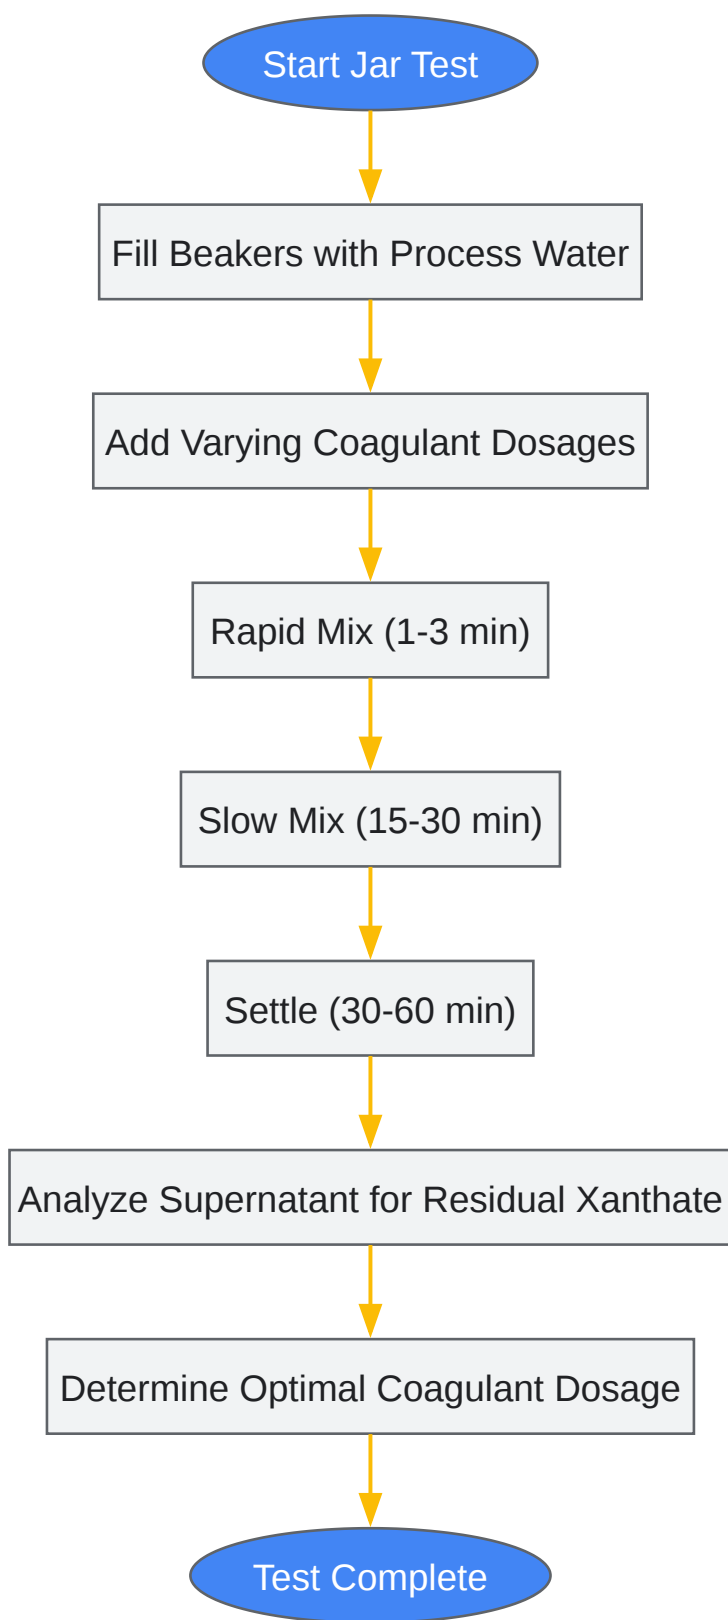 Start Jar Test
Fill Beakers with Process Water
Add Varying Coagulant Dosages
Rapid Mix (1-3 min)
Slow Mix (15-30 min)
Settle (30-60 min)
Analyze Supernatant for Residual Xanthate
Determine Optimal Coagulant Dosage
Test Complete